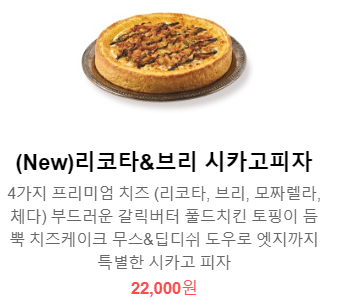 (New)리코타&브리 시카고피자
4가지 프리미엄 치즈 (리코타, 브리, 모짜렐라,
체다) 부드러운 갈릭버터 풀드치킨 토핑이 듬
뿍 치즈케이크 무스&딥디쉬 도우로 엣지까지
특별한 시카고 피자
22,000원